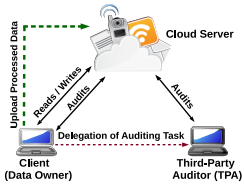 Cloud Server
Upload Processed Data
Reads / Writes
Audits
Audits
Delegation of Auditing Task
Client
(Data Owner)
Third-Party
Auditor (TPA)